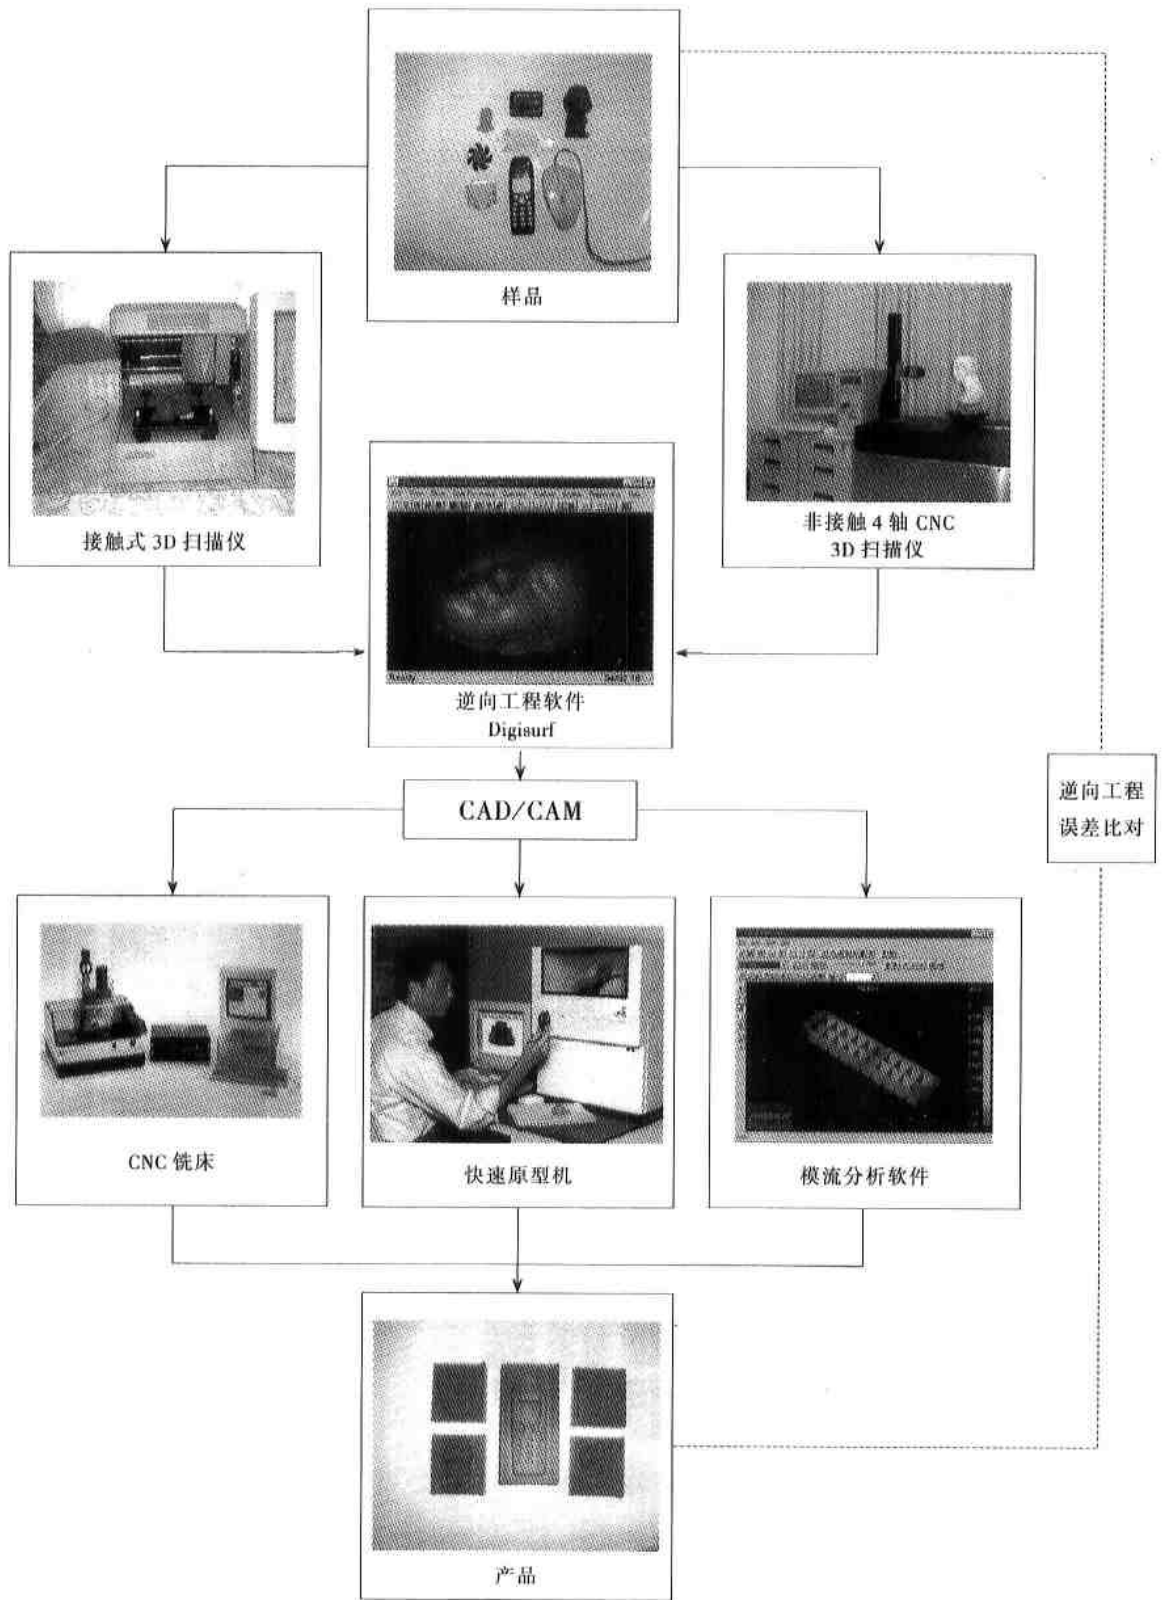 样品
接触式 3D 扫描仪
非接触 4 轴 CNC
3D 扫描仪
Ready
逆向工程软件
Digisurf
CAD/CAM
逆向工程
误差比对
CNC 铣床
快速原型机
模流分析软件
产品